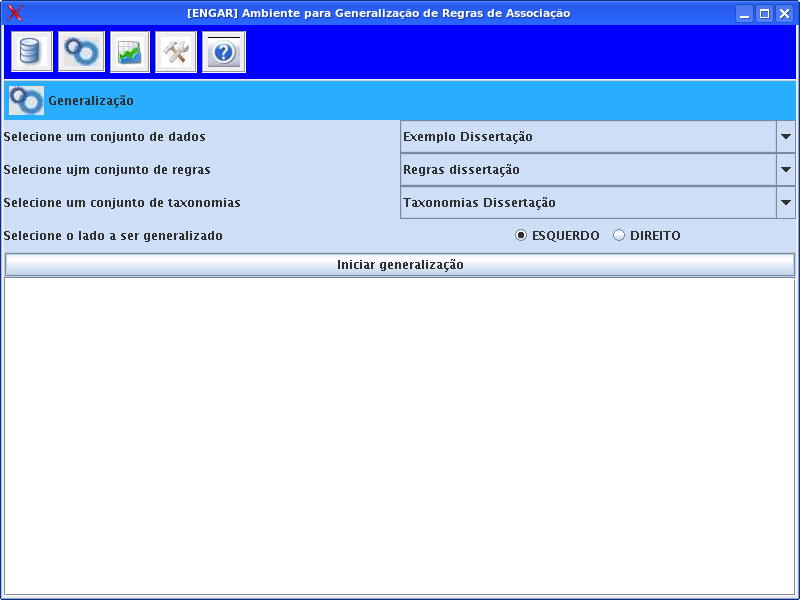 [ENGAR] Ambiente para Generalização de Regras de Associação
Generalização
Selecione um conjunto de dados
Exemplo Dissertação
Selecione ujm conjunto de regras
Regras dissertação
Selecione um conjunto de taxonomias
Taxonomias Dissertação
Selecione o lado a ser generalizado
ESQUERDO DIREITO
Iniciar generalização